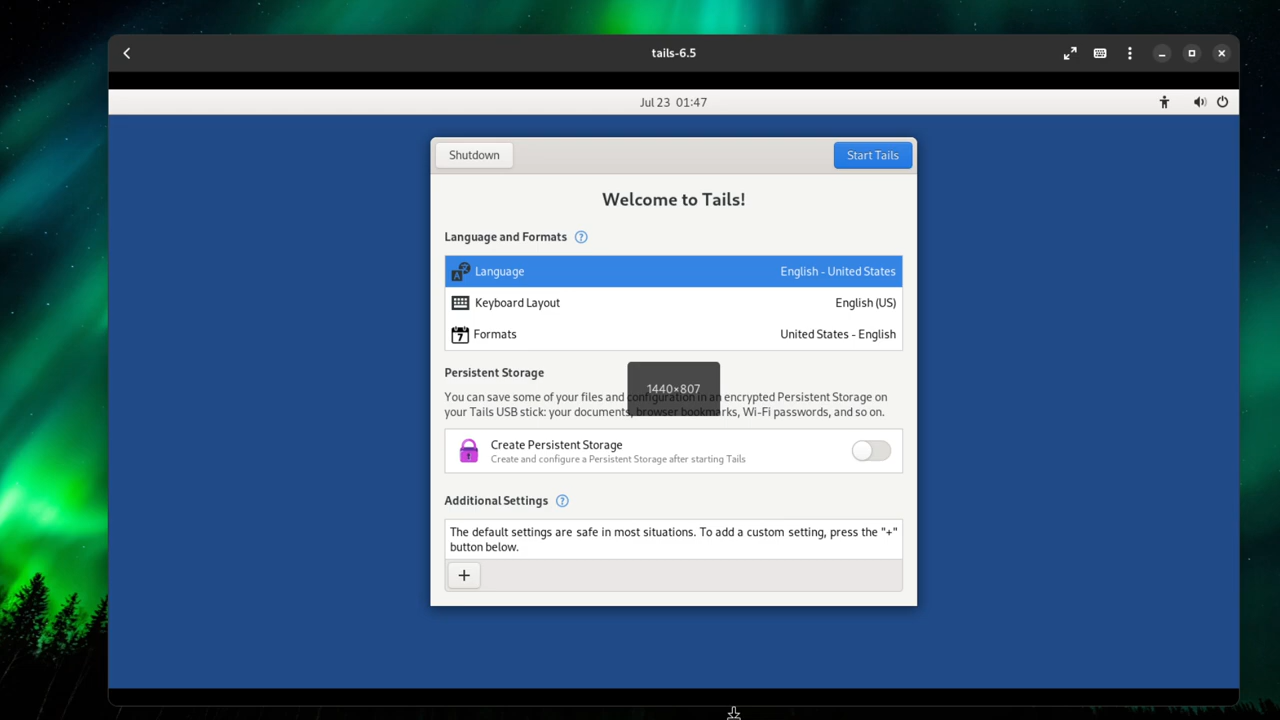 tails-6.5
Jul 23 01:47
Shutdown
Start Tails
Welcome to Tails!
Language and Formats ?
Language English - United States
Keyboard Layout English (US)
7 Formats United States - English
Persistent Storage
1440×807
You can save some of your files and configuration in an encrypted Persistent Storage on
your Tails USB stick: your documents, browser bookmarks, Wi-Fi passwords, and so on.
Create Persistent Storage
Create and configure a Persistent Storage after starting Tails
Additional Settings ?
The default settings are safe in most situations. To add a custom setting, press the "+"
button below.
+